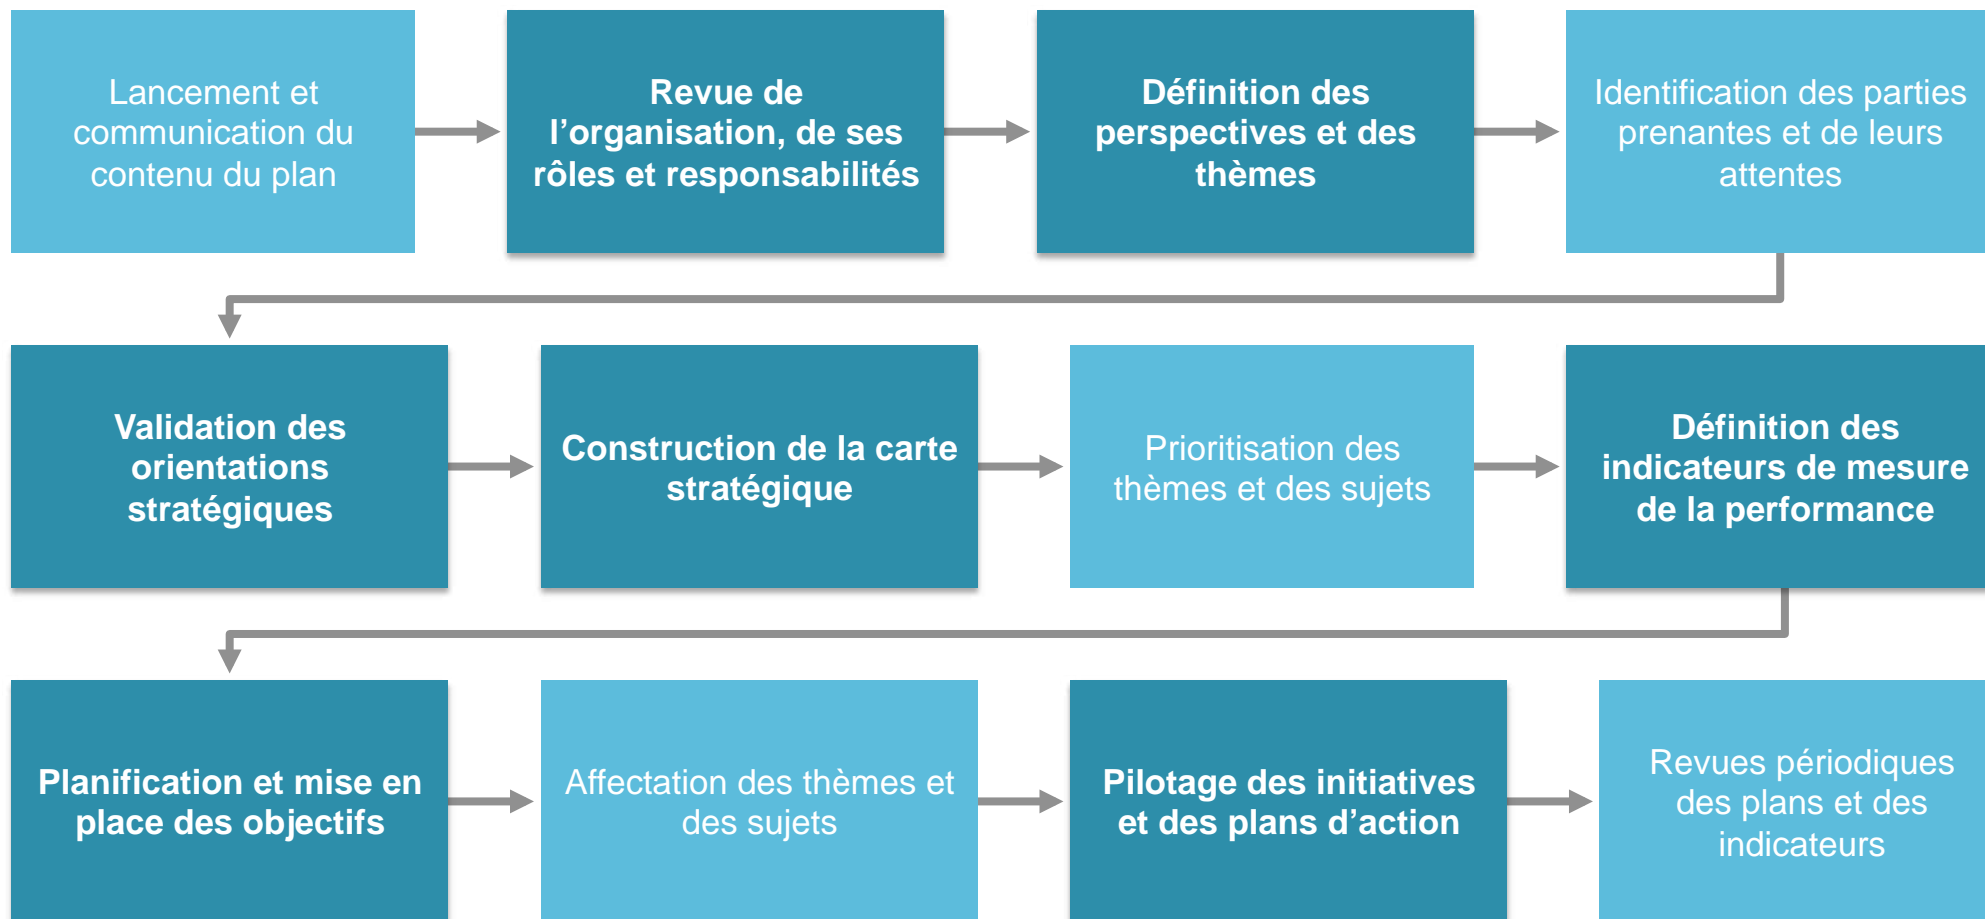 Lancement et
communication du
contenu du plan
Revue de
l’organisation, de ses
rôles et responsabilités
Définition des
perspectives et des
thèmes
Identification des parties
prenantes et de leurs
attentes
Validation des
orientations
stratégiques
Construction de la carte
stratégique
Prioritisation des
thèmes et des sujets
Définition des
indicateurs de mesure
de la performance
Planification et mise en
place des objectifs
Affectation des thèmes et
des sujets
Pilotage des initiatives
et des plans d’action
Revues périodiques
des plans et des
indicateurs